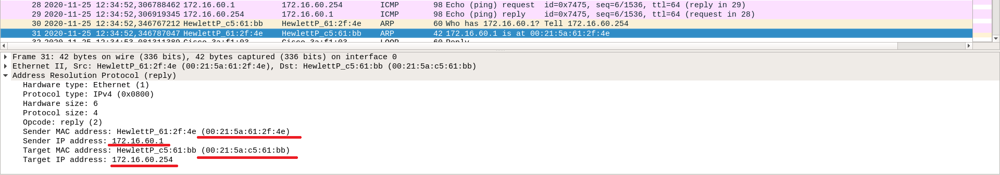 28 2020-11-25 12:34:52,306788462 172.16.60.1 172.16.60.254 ICMP 98 Echo (ping) request id=0x7475, seq=6/1536, ttl=64 (reply in 29)
29 2020-11-25 12:34:52,306919345 172.16.60.254 172.16.60.1 ICMP 98 Echo (ping) reply id=0x7475, seq=6/1536, ttl=64 (request in 28)
30 2020-11-25 12:34:52,346767212 HewlettP_c5:61:bb HewlettP_61:2f:4e ARP 60 Who has 172.16.60.1? Tell 172.16.60.254
31 2020-11-25 12:34:52,346787047 HewlettP_61:2f:4e HewlettP_c5:61:bb ARP 42 172.16.60.1 is at 00:21:5a:61:2f:4e
32 2020-11-25 12:34:53,081311389 Cisco_3a:f1:03 Cisco_3a:f1:03 LOOP 60 Reply
Frame 31: 42 bytes on wire (336 bits), 42 bytes captured (336 bits) on interface 0
Ethernet II, Src: HewlettP_61:2f:4e (00:21:5a:61:2f:4e), Dst: HewlettP_c5:61:bb (00:21:5a:c5:61:bb)
Address Resolution Protocol (reply)
Hardware type: Ethernet (1)
Protocol type: IPv4 (0x0800)
Hardware size: 6
Protocol size: 4
Opcode: reply (2)
Sender MAC address: HewlettP_61:2f:4e (00:21:5a:61:2f:4e)
Sender IP address: 172.16.60.1
Target MAC address: HewlettP_c5:61:bb (00:21:5a:c5:61:bb)
Target IP address: 172.16.60.254